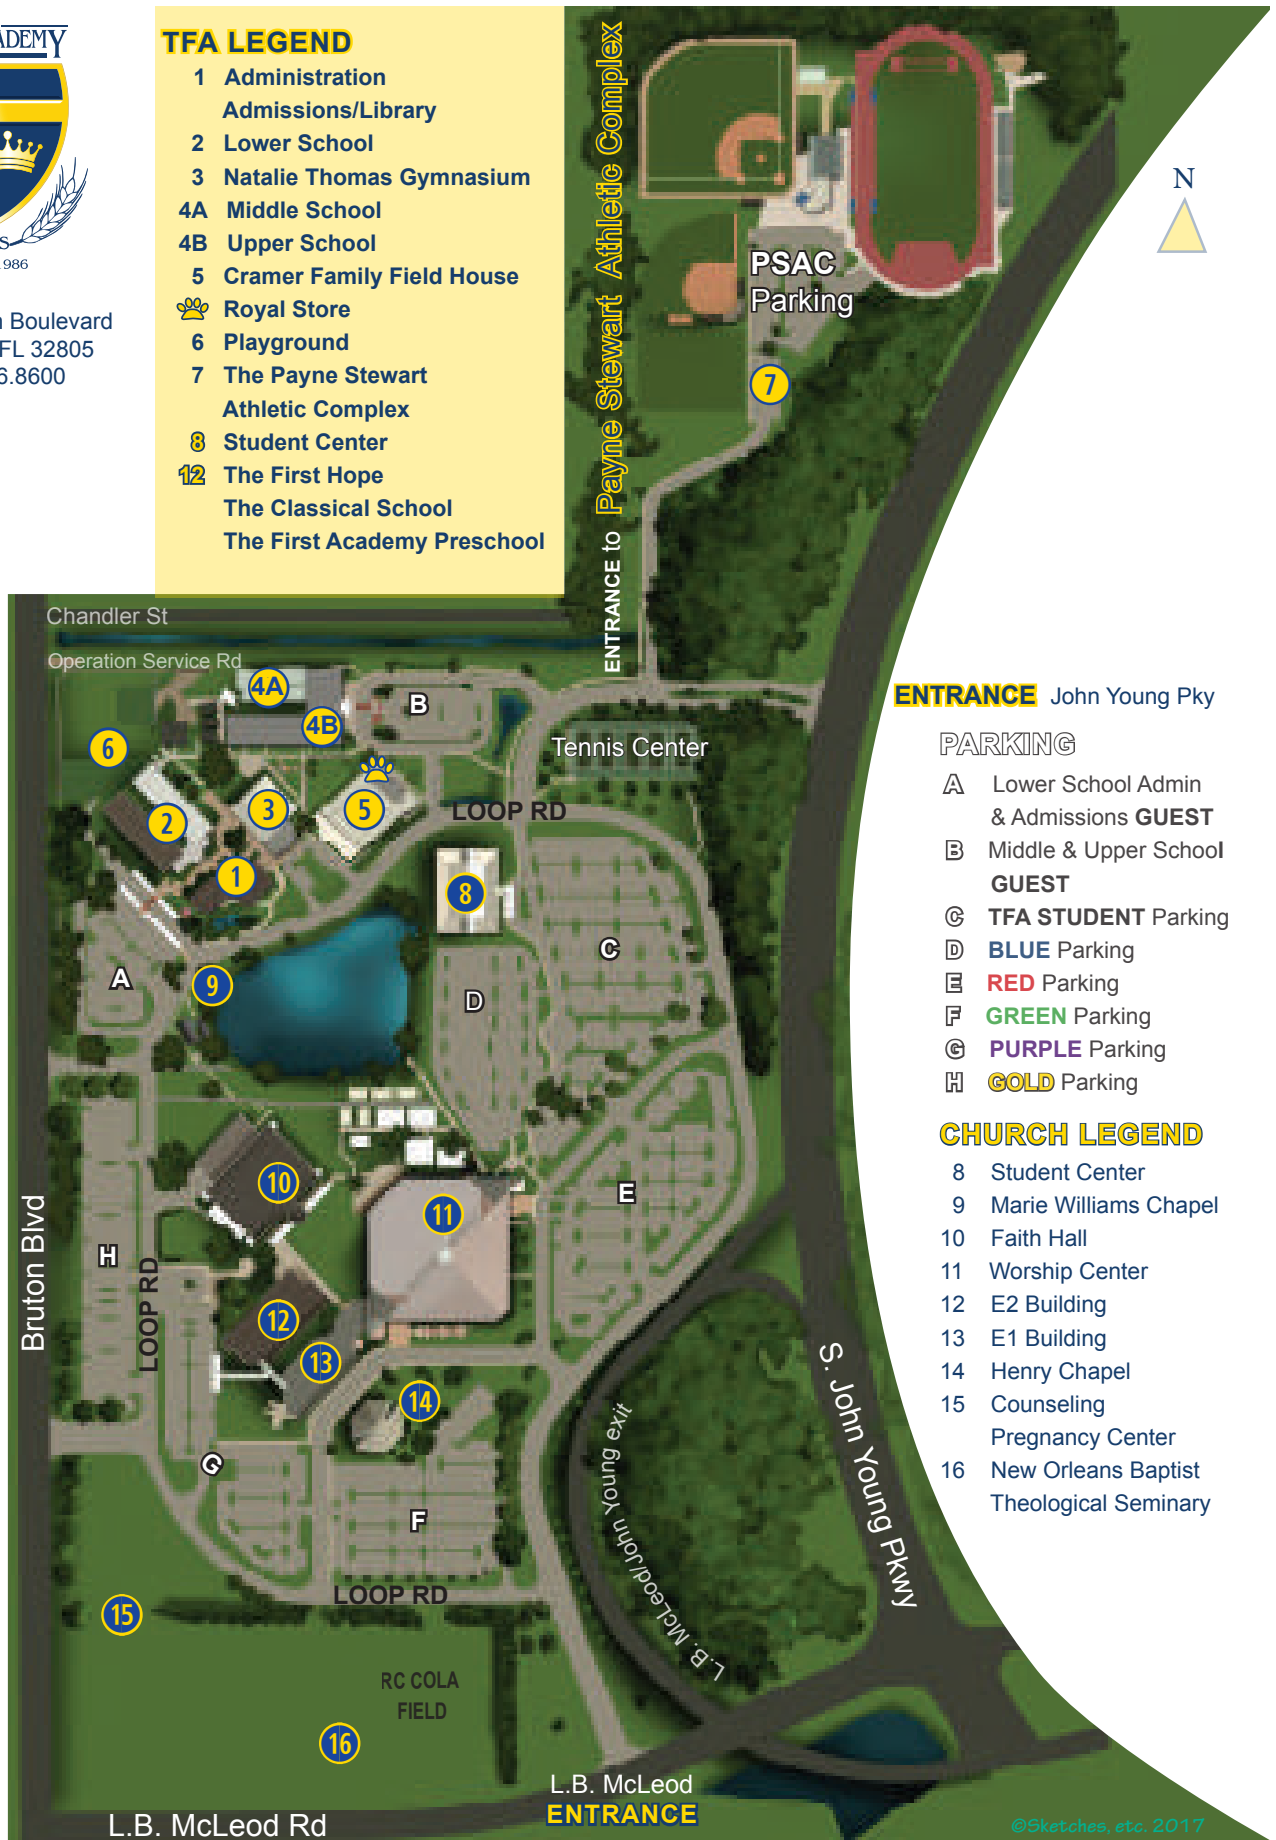 TFA LEGEND
1 Administration
Admissions/Library
2 Lower School
3 Natalie Thomas Gymnasium
4A Middle School
4B Upper School
5 Cramer Family Field House
Royal Store
6 Playground
7 The Payne Stewart
Athletic Complex
8 Student Center
12 The First Hope
The Classical School
The First Academy Preschool
1986
Boulevard
FL 32805
6.8600
ENTRANCE to Payne Stewart Athletic Complex
PSAC
Parking
7
N
Chandler St
Operation Service Rd
4A
4B
B
6
Tennis Center
2
3
5
LOOP RD
1
8
C
A
9
D
10
11
E
H
Bruton Blvd
LOOP RD
12
13
14
G
F
LOOP RD
15
RC COLA
FIELD
16
L.B. McLeod/John Young exit
S. John Young Pkwy
L.B. McLeod
ENTRANCE
L.B. McLeod Rd
ENTRANCE John Young Pky
PARKING
A Lower School Admin
& Admissions GUEST
B Middle & Upper School
GUEST
C TFA STUDENT Parking
D BLUE Parking
E RED Parking
F GREEN Parking
G PURPLE Parking
H GOLD Parking
CHURCH LEGEND
8 Student Center
9 Marie Williams Chapel
10 Faith Hall
11 Worship Center
12 E2 Building
13 E1 Building
14 Henry Chapel
15 Counseling
Pregnancy Center
16 New Orleans Baptist
Theological Seminary
©Sketches, etc. 2017